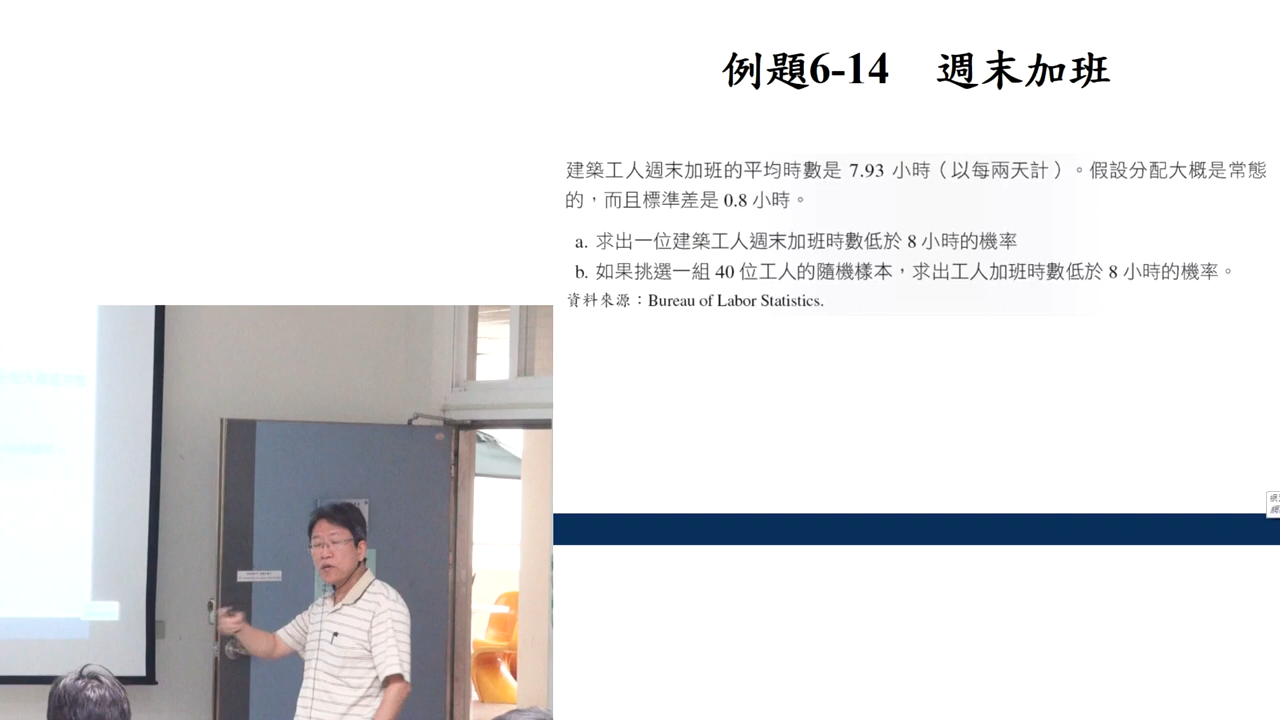 例題6-14 週末加班
建築工人週末加班的平均時數是 7.93 小時（以每兩天計）。假設分配大概是常態
的，而且標準差是 0.8 小時。
a. 求出一位建築工人週末加班時數低於 8 小時的機率
b. 如果挑選一組 40 位工人的隨機樣本，求出工人加班時數低於 8 小時的機率。
資料來源：Bureau of Labor Statistics.